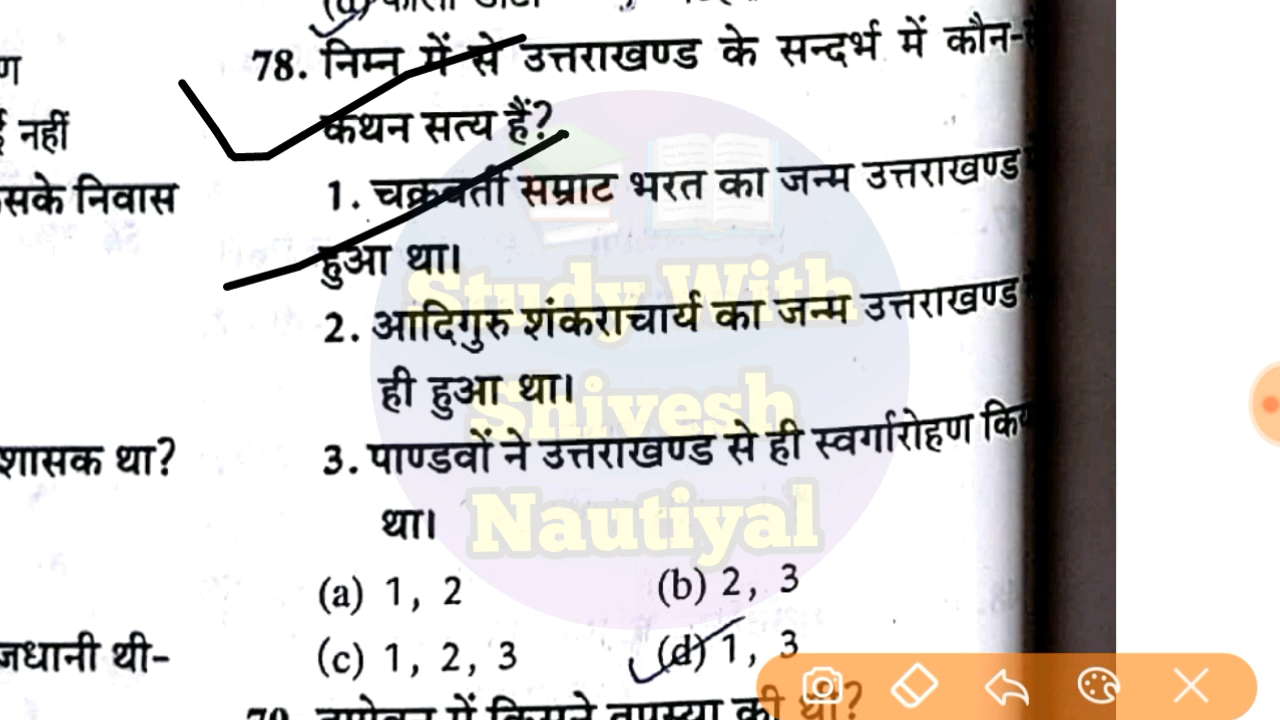 78. निम्न में से उत्तराखण्ड के सन्दर्भ में कौन-
ण
कथन सत्य हैं?
ई नहीं
1. चक्रवर्ती सम्राट भरत का जन्म उत्तराखण्ड
सके निवास
हुआ था।
2. आदिगुरु शंकराचार्य का जन्म उत्तराखण्ड
ही हुआ था।
3. पाण्डवों ने उत्तराखण्ड से ही स्वर्गारोहण
शासक था?
था।
(a) 1, 2 (b) 2, 3
(c) 1, 2, 3 (d) 1, 3
जधानी थी-
में किसने तपस्या की थी?
Study With
Shivesh
Nautiyal